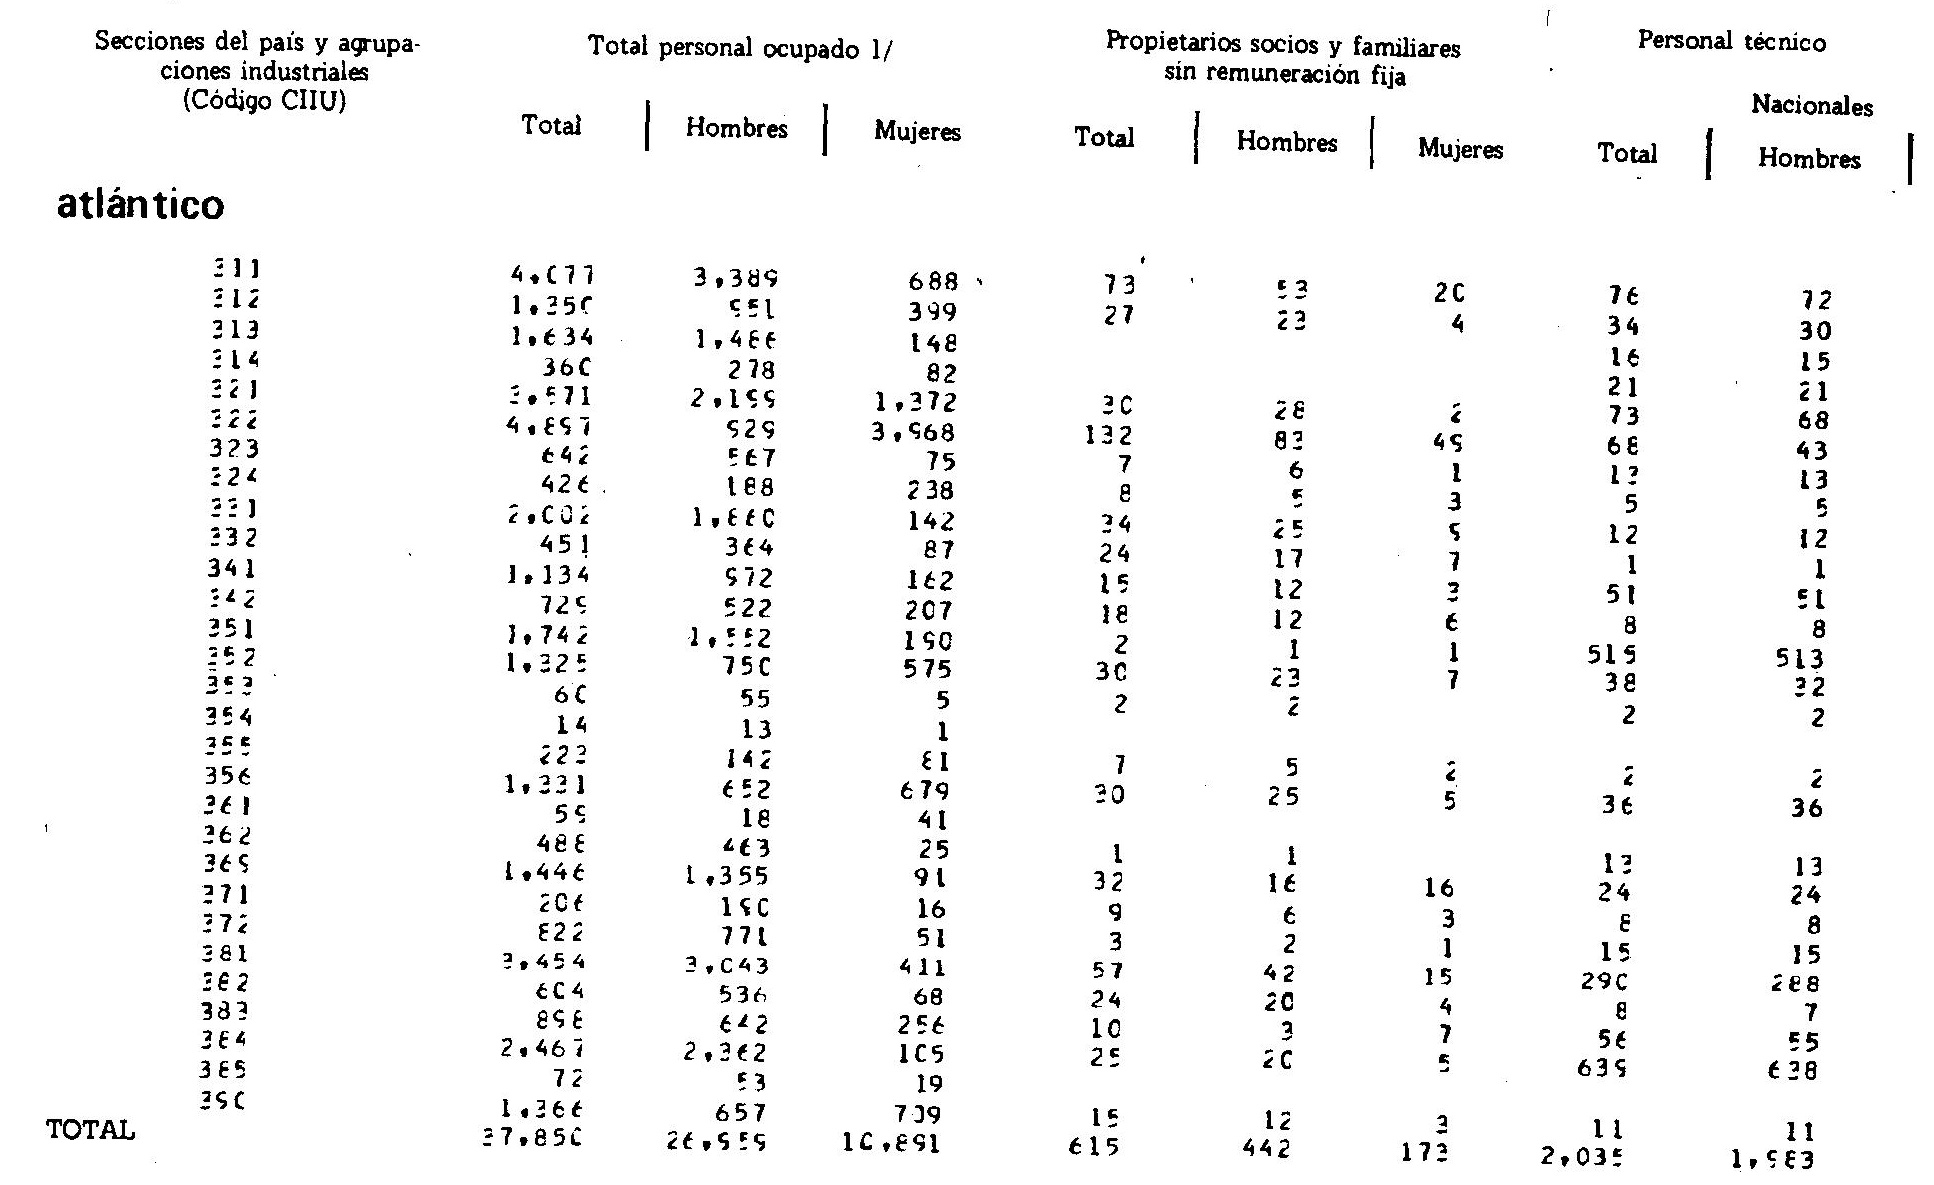 Secciones del país y agrupa- Total personal ocupado 1/ Propietarios socios y familiares Personal técnico
ciones industriales sin remuneración fija
(Código CIIU) Nacionales
Total Hombres Mujeres Total Hombres Mujeres Total Hombres
atlántico
311 4,077 3,389 688 73 53 20 76 72
312 1,350 951 399 27 23 4 34 30
313 1,634 1,486 148 16 15
314 360 278 82 21 21
321 3,571 2,199 1,372 30 28 2 73 68
322 4,897 929 3,968 132 83 49 68 43
323 642 567 75 7 6 1 13 13
324 426 188 238 8 5 3 5 5
331 2,002 1,860 142 34 25 9 12 12
332 451 364 87 24 17 7 1 1
341 1,134 972 162 15 12 3 51 51
342 729 522 207 18 12 6 8 8
351 1,742 1,552 190 2 1 1 515 513
352 1,325 750 575 30 23 7 38 32
353 60 55 5 2 2 2 2
354 14 13 1
355 223 142 81 7 5 2 2 2
356 1,331 652 679 30 25 5 36 36
361 59 18 41
362 488 463 25 1 1 13 13
369 1,446 1,355 91 32 16 16 24 24
371 206 190 16 9 6 3 8 8
372 822 771 51 3 2 1 15 15
381 3,454 3,043 411 57 42 15 290 288
382 604 536 68 24 20 4 8 7
383 898 642 256 10 3 7 56 55
384 2,467 2,362 105 25 20 5 639 638
385 72 53 19
390 1,366 657 709 15 12 3 11 11
TOTAL 37,850 26,959 10,891 615 442 173 2,035 1,983